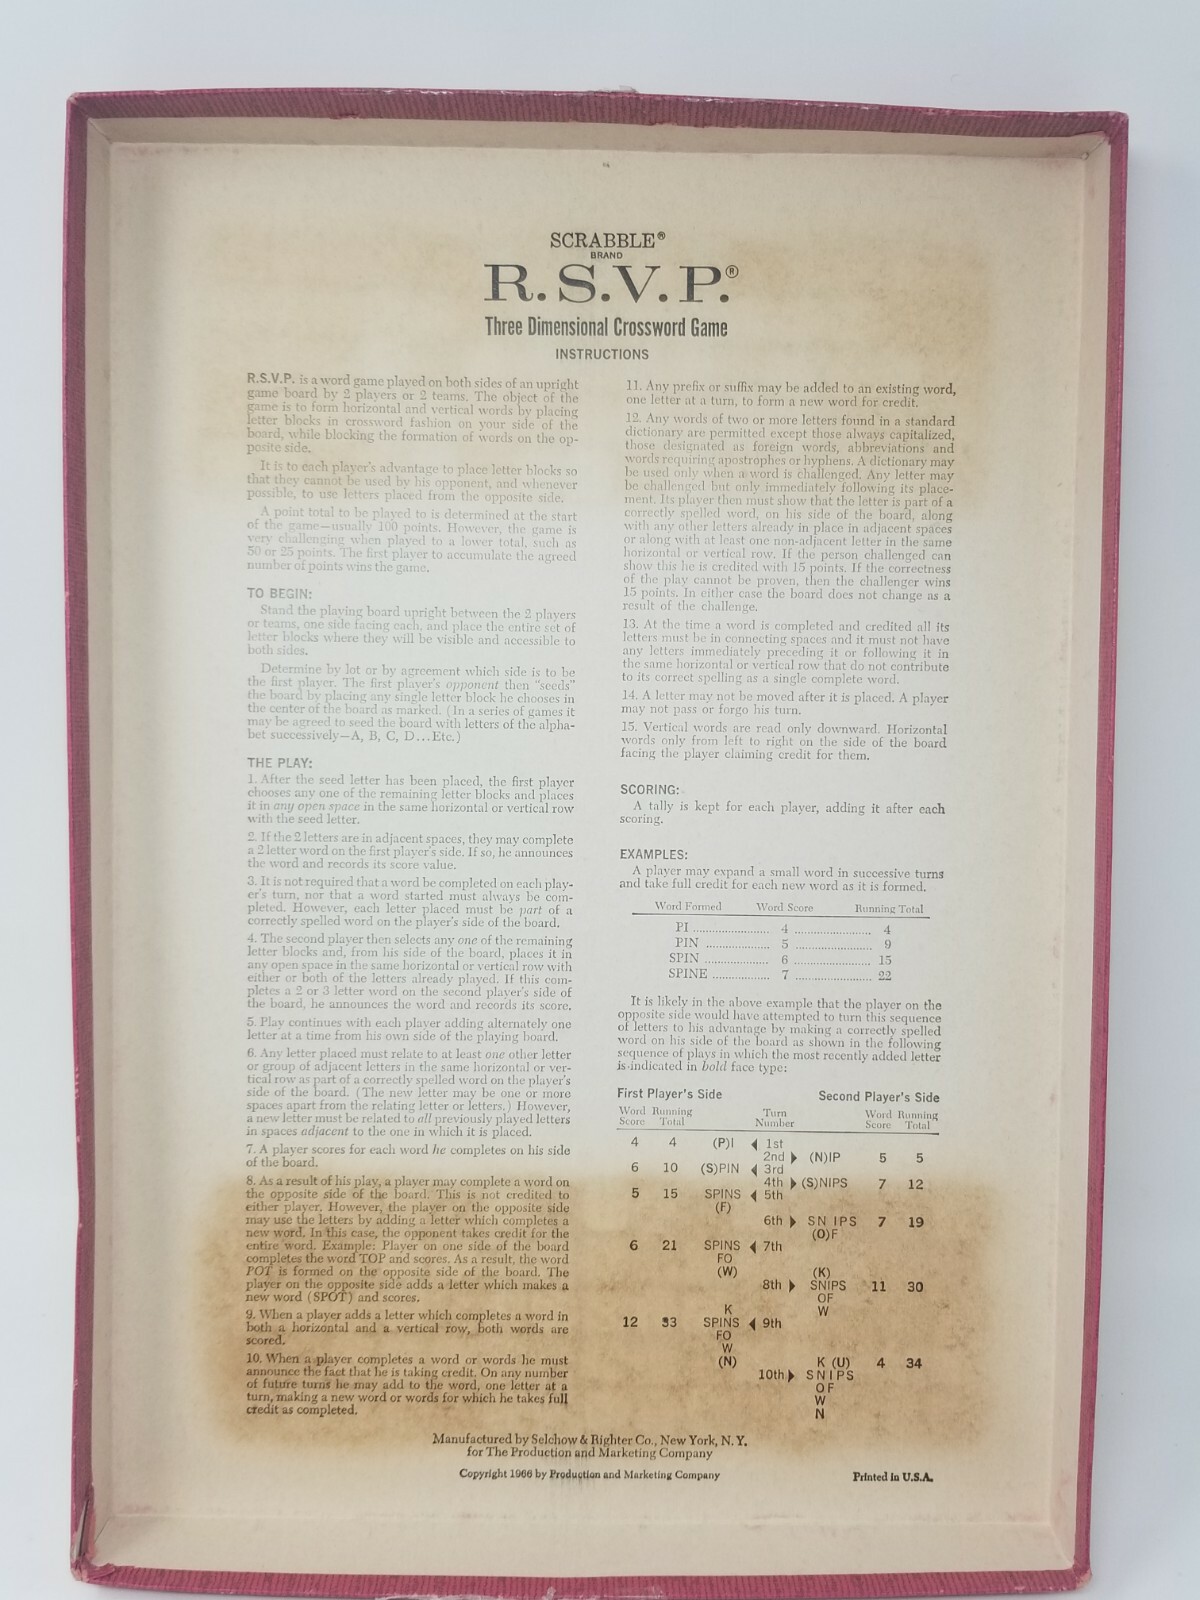 SCRABBLE®
BRAND
R.S.V.P.®
Three Dimensional Crossword Game
INSTRUCTIONS
R.S.V.P. is a word game played on both sides of an upright
game board by 2 players or 2 teams. The object of the
game is to form horizontal and vertical words by placing
letter blocks in crossword fashion on your side of the
board, while blocking the formation of words on the op-
posite side.
It is to each player's advantage to place letter blocks so
that they cannot be used by his opponent, and whenever
possible, to use letters placed from the opposite side.
A point total to be played to is determined at the start
of the game—usually 100 points. However, the game is
very challenging when played to a lower total, such as
50 or 25 points. The first player to accumulate the agreed
number of points wins the game.
TO BEGIN:
Stand the playing board upright between the 2 players
or teams, one side facing each, and place the entire set of
letter blocks where they will be visible and accessible to
both sides.
Determine by lot or by agreement which side is to be
the first player. The first player's opponent then "seeds"
the board by placing any single letter block he chooses in
the center of the board as marked. (In a series of games it
may be agreed to seed the board with letters of the alpha-
bet successively—A, B, C, D...Etc.)
THE PLAY:
1. After the seed letter has been placed, the first player
chooses any one of the remaining letter blocks and places
it in any open space in the same horizontal or vertical row
with the seed letter.
2. If the 2 letters are in adjacent spaces, they may complete
a 2 letter word on the first player's side. If so, he announces
the word and records its score value.
3. It is not required that a word be completed on each play-
er's turn, nor that a word started must always be com-
pleted. However, each letter placed must be part of a
correctly spelled word on the player's side of the board.
4. The second player then selects any one of the remaining
letter blocks and, from his side of the board, places it in
any open space in the same horizontal or vertical row with
either or both of the letters already played. If this com-
pletes a 2 or 3 letter word on the second player's side of
the board, he announces the word and records its score.
5. Play continues with each player adding alternately one
letter at a time from his own side of the playing board.
6. Any letter placed must relate to at least one other letter
or group of adjacent letters in the same horizontal or ver-
tical row as part of a correctly spelled word on the player's
side of the board. (The new letter may be one or more
spaces apart from the relating letter or letters.) However,
a new letter must be related to all previously played letters
in spaces adjacent to the one in which it is placed.
7. A player scores for each word he completes on his side
of the board.
8. As a result of his play, a player may complete a word on
the opposite side of the board. This is not credited to
either player. However, the player on the opposite side
may use the letters by adding a letter which completes a
new word. In this case, the opponent takes credit for the
entire word. Example: Player on one side of the board
completes the word TOP and scores. As a result, the word
POT is formed on the opposite side of the board. The
player on the opposite side adds a letter which makes a
new word (SPOT) and scores.
9. When a player adds a letter which completes a word in
both a horizontal and a vertical row, both words are
scored.
10. When a player completes a word or words he must
announce the fact that he is taking credit. On any number
of future turns he may add to the word, one letter at a
turn, making a new word or words for which he takes full
credit as completed.
11. Any prefix or suffix may be added to an existing word,
one letter at a turn, to form a new word for credit.
12. Any words of two or more letters found in a standard
dictionary are permitted except those always capitalized,
those designated as foreign words, abbreviations and
words requiring apostrophes or hyphens. A dictionary may
be used only when a word is challenged. Any letter may
be challenged but only immediately following its place-
ment. Its player then must show that the letter is part of a
correctly spelled word, on his side of the board, along
with any other letters already in place in adjacent spaces
or along with at least one non-adjacent letter in the same
horizontal or vertical row. If the person challenged can
show this he is credited with 15 points. If the correctness
of the play cannot be proven, then the challenger wins
15 points. In either case the board does not change as a
result of the challenge.
13. At the time a word is completed and credited all its
letters must be in connecting spaces and it must not have
any letters immediately preceding it or following it in
the same horizontal or vertical row that do not contribute
to its correct spelling as a single complete word.
14. A letter may not be moved after it is placed. A player
may not pass or forgo his turn.
15. Vertical words are read only downward. Horizontal
words only from left to right on the side of the board
facing the player claiming credit for them.
SCORING:
A tally is kept for each player, adding it after each
scoring.
EXAMPLES:
A player may expand a small word in successive turns
and take full credit for each new word as it is formed.
Word Formed Word Score Running Total
PI ........................ 4 ........................ 4
PIN .................... 5 ........................ 9
SPIN .................... 6 ........................ 15
SPINE .................. 7 ........................ 22
It is likely in the above example that the player on the
opposite side would have attempted to turn this sequence
of letters to his advantage by making a correctly spelled
word on his side of the board as shown in the following
sequence of plays in which the most recently added letter
is indicated in bold face type:
First Player's Side Second Player's Side
Word Running Turn Word Running
Score Total Number Score Total
4 4 (P)I ◀ 1st
2nd ▶ (N)IP 5 5
6 10 (S)PIN ◀ 3rd
4th ▶ (S)NIPS 7 12
5 15 SPINS ◀ 5th
(F)
6th ▶ SN IPS 7 19
(O)F
6 21 SPINS ◀ 7th
FO
(W) (K)
8th ▶ SNIPS 11 30
OF
K W
12 33 SPINS ◀ 9th
FO
W
(N) K (U) 4 34
10th ▶ SNIPS
OF
W
N
Manufactured by Selchow & Righter Co., New York, N. Y.
for The Production and Marketing Company
Copyright 1966 by Production and Marketing Company Printed in U.S.A.